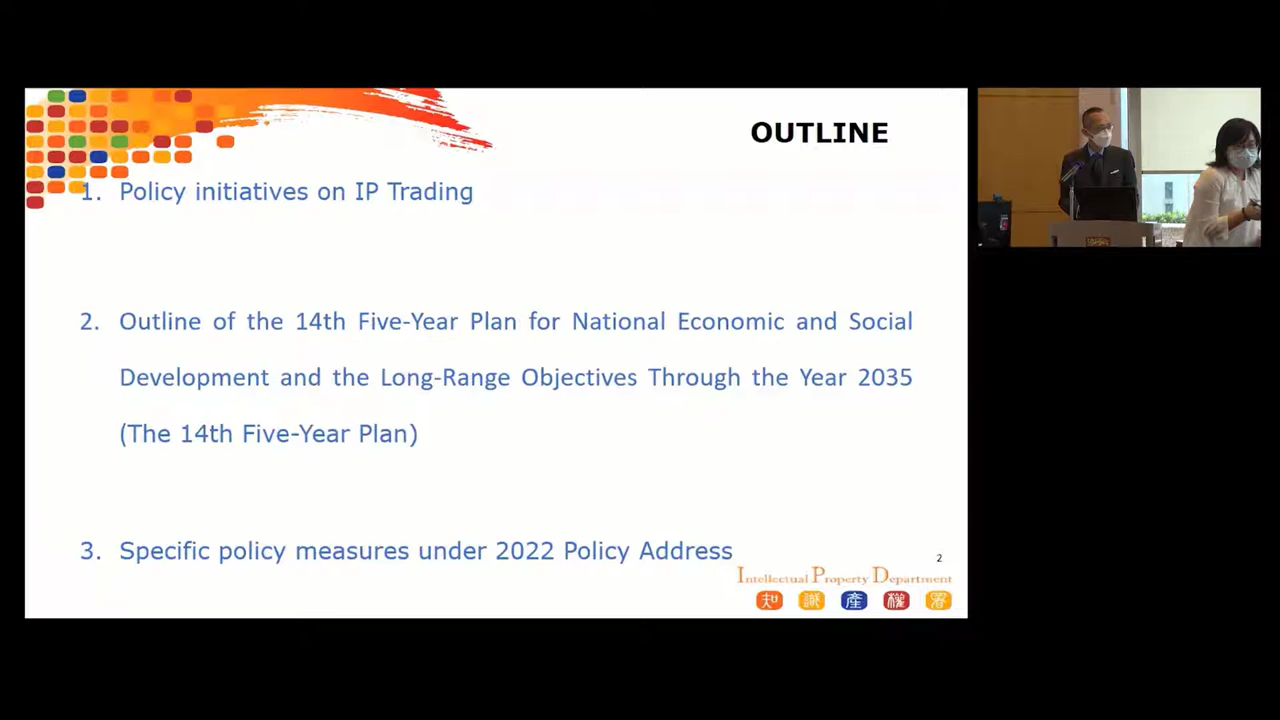 OUTLINE
1. Policy initiatives on IP Trading
2. Outline of the 14th Five-Year Plan for National Economic and Social
Development and the Long-Range Objectives Through the Year 2035
(The 14th Five-Year Plan)
3. Specific policy measures under 2022 Policy Address
2
Intellectual Property Department
知識產權署